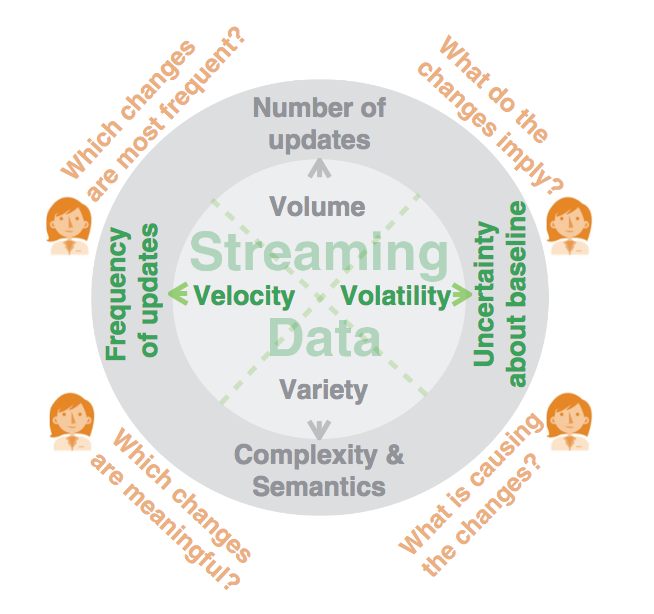 Which changes
are most frequent?
What do the
changes imply?
Number of
updates
Volume
Streaming
Data
Velocity
Volatility
Frequency
of updates
Uncertainty
about baseline
Variety
Complexity &
Semantics
Which changes
are meaningful?
What is causing
the changes?